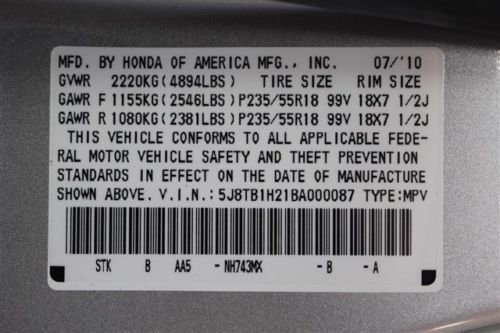 MFD. BY HONDA OF AMERICA MFG., INC. 07/'10
GVWR 2220KG(4894LBS) TIRE SIZE RIM SIZE
GAWR F 1155KG(2546LBS) P235/55R18 99V 18X7 1/2J
GAWR R 1080KG(2381LBS) P235/55R18 99V 18X7 1/2J
THIS VEHICLE CONFORMS TO ALL APPLICABLE FEDE-
RAL MOTOR VEHICLE SAFETY AND THEFT PREVENTION
STANDARDS IN EFFECT ON THE DATE OF MANUFACTURE
SHOWN ABOVE. V.I.N.: 5J8TB1H21BA000087 TYPE:MPV
STK B AA5 -NH743MX -B -A